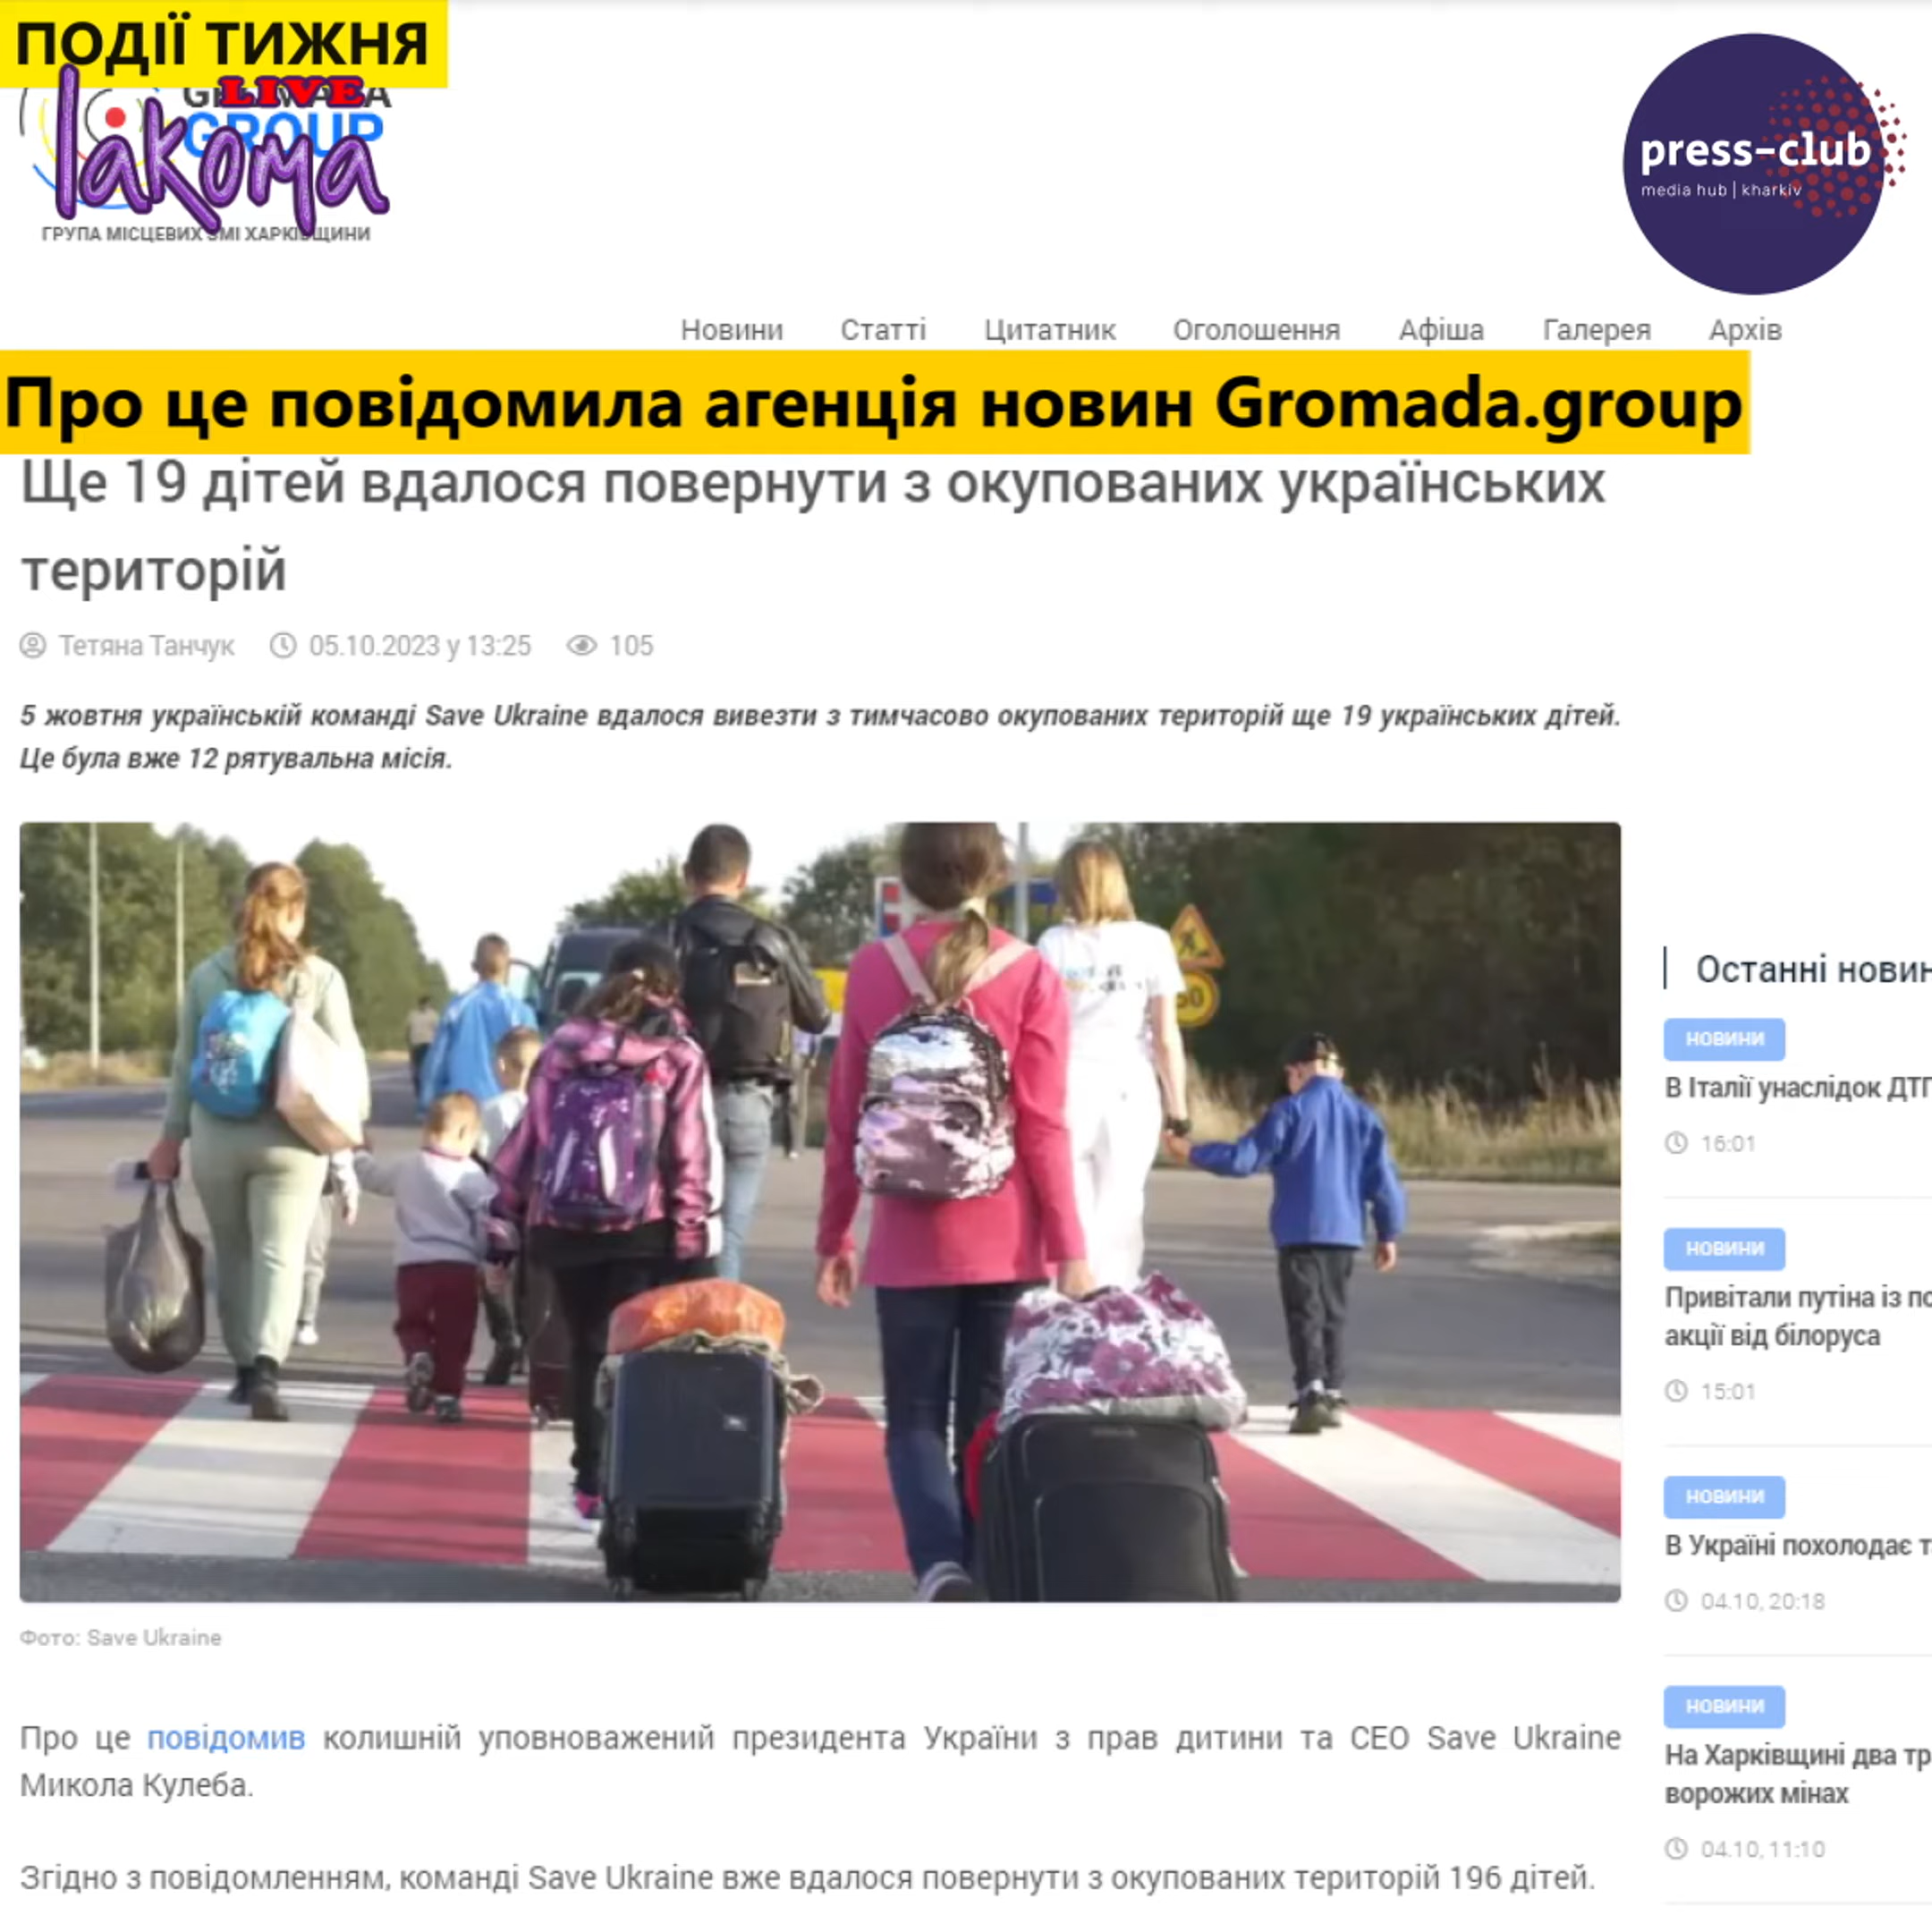 ПОДІЇ ТИЖНЯ
LIVE
GROUP
lakoma
ГРУПА МІСЦЕВИХ ЗМІ ХАРКІВЩИНИ
press-club
media hub | kharkiv
Новини Статті Цитатник Оголошення Афіша Галерея Архів
Про це повідомила агенція новин Gromada.group
Ще 19 дітей вдалося повернути з окупованих українських
територій
Тетяна Танчук 05.10.2023 у 13:25 105
5 жовтня українській команді Save Ukraine вдалося вивезти з тимчасово окупованих територій ще 19 українських дітей.
Це була вже 12 рятувальна місія.
50
Фото: Save Ukraine
Про це повідомив колишній уповноважений президента України з прав дитини та CEO Save Ukraine
Микола Кулеба.
Згідно з повідомленням, команді Save Ukraine вже вдалося повернути з окупованих територій 196 дітей.
Останні новин
НОВИНИ
В Італії унаслідок ДТП
16:01
НОВИНИ
Привітали путіна із по
акції від білоруса
15:01
НОВИНИ
В Україні похолодає т
04.10, 20:18
НОВИНИ
На Харківщині два тр
ворожих мінах
04.10, 11:10